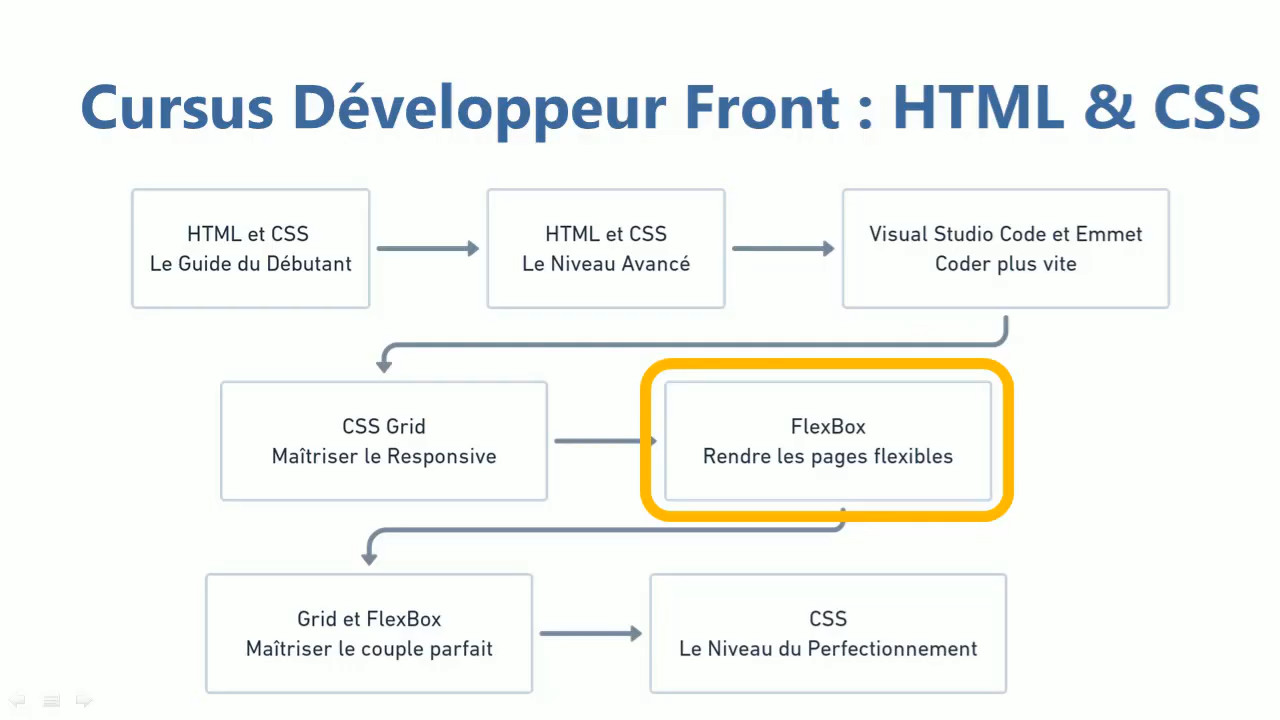 Cursus Développeur Front : HTML & CSS
HTML et CSS
Le Guide du Débutant
HTML et CSS
Le Niveau Avancé
Visual Studio Code et Emmet
Coder plus vite
CSS Grid
Maîtriser le Responsive
FlexBox
Rendre les pages flexibles
Grid et FlexBox
Maîtriser le couple parfait
CSS
Le Niveau du Perfectionnement